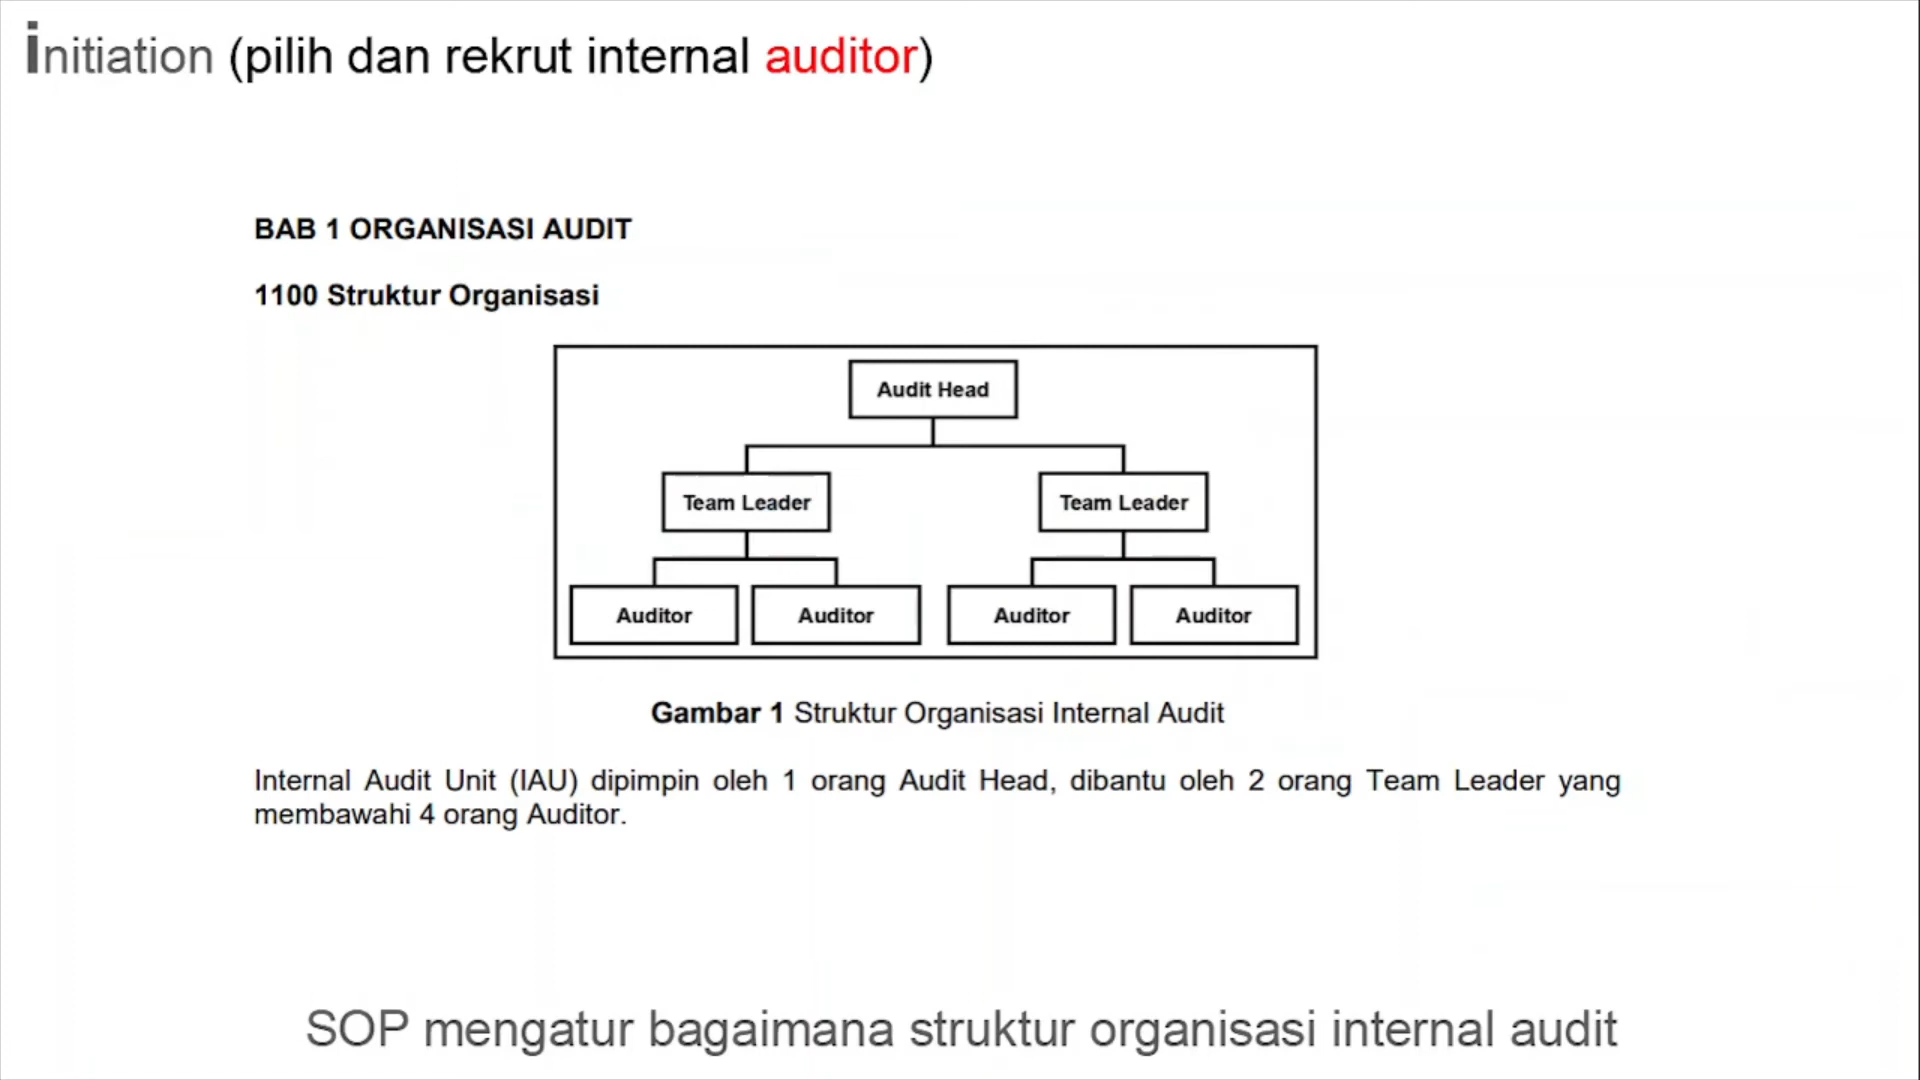 initiation (pilih dan rekrut internal auditor)
BAB 1 ORGANISASI AUDIT
1100 Struktur Organisasi
Audit Head
Team Leader Team Leader
Auditor Auditor Auditor Auditor
Gambar 1 Struktur Organisasi Internal Audit
Internal Audit Unit (IAU) dipimpin oleh 1 orang Audit Head, dibantu oleh 2 orang Team Leader yang
membawahi 4 orang Auditor.
SOP mengatur bagaimana struktur organisasi internal audit